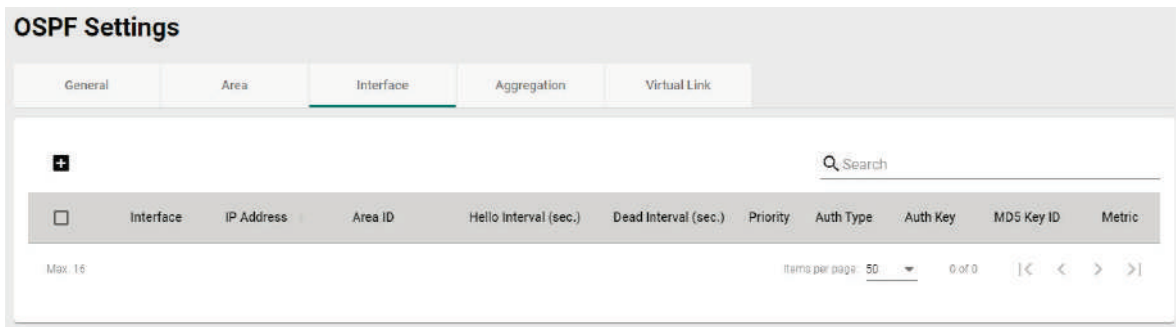 OSPF Settings
General Area Interface Aggregation Virtual Link
Search
Interface IP Address Area ID Hello Interval (sec.) Dead Interval (sec.) Priority Auth Type Auth Key MD5 Key ID Metric
Max. 16 Items per page: 50 0 of 0